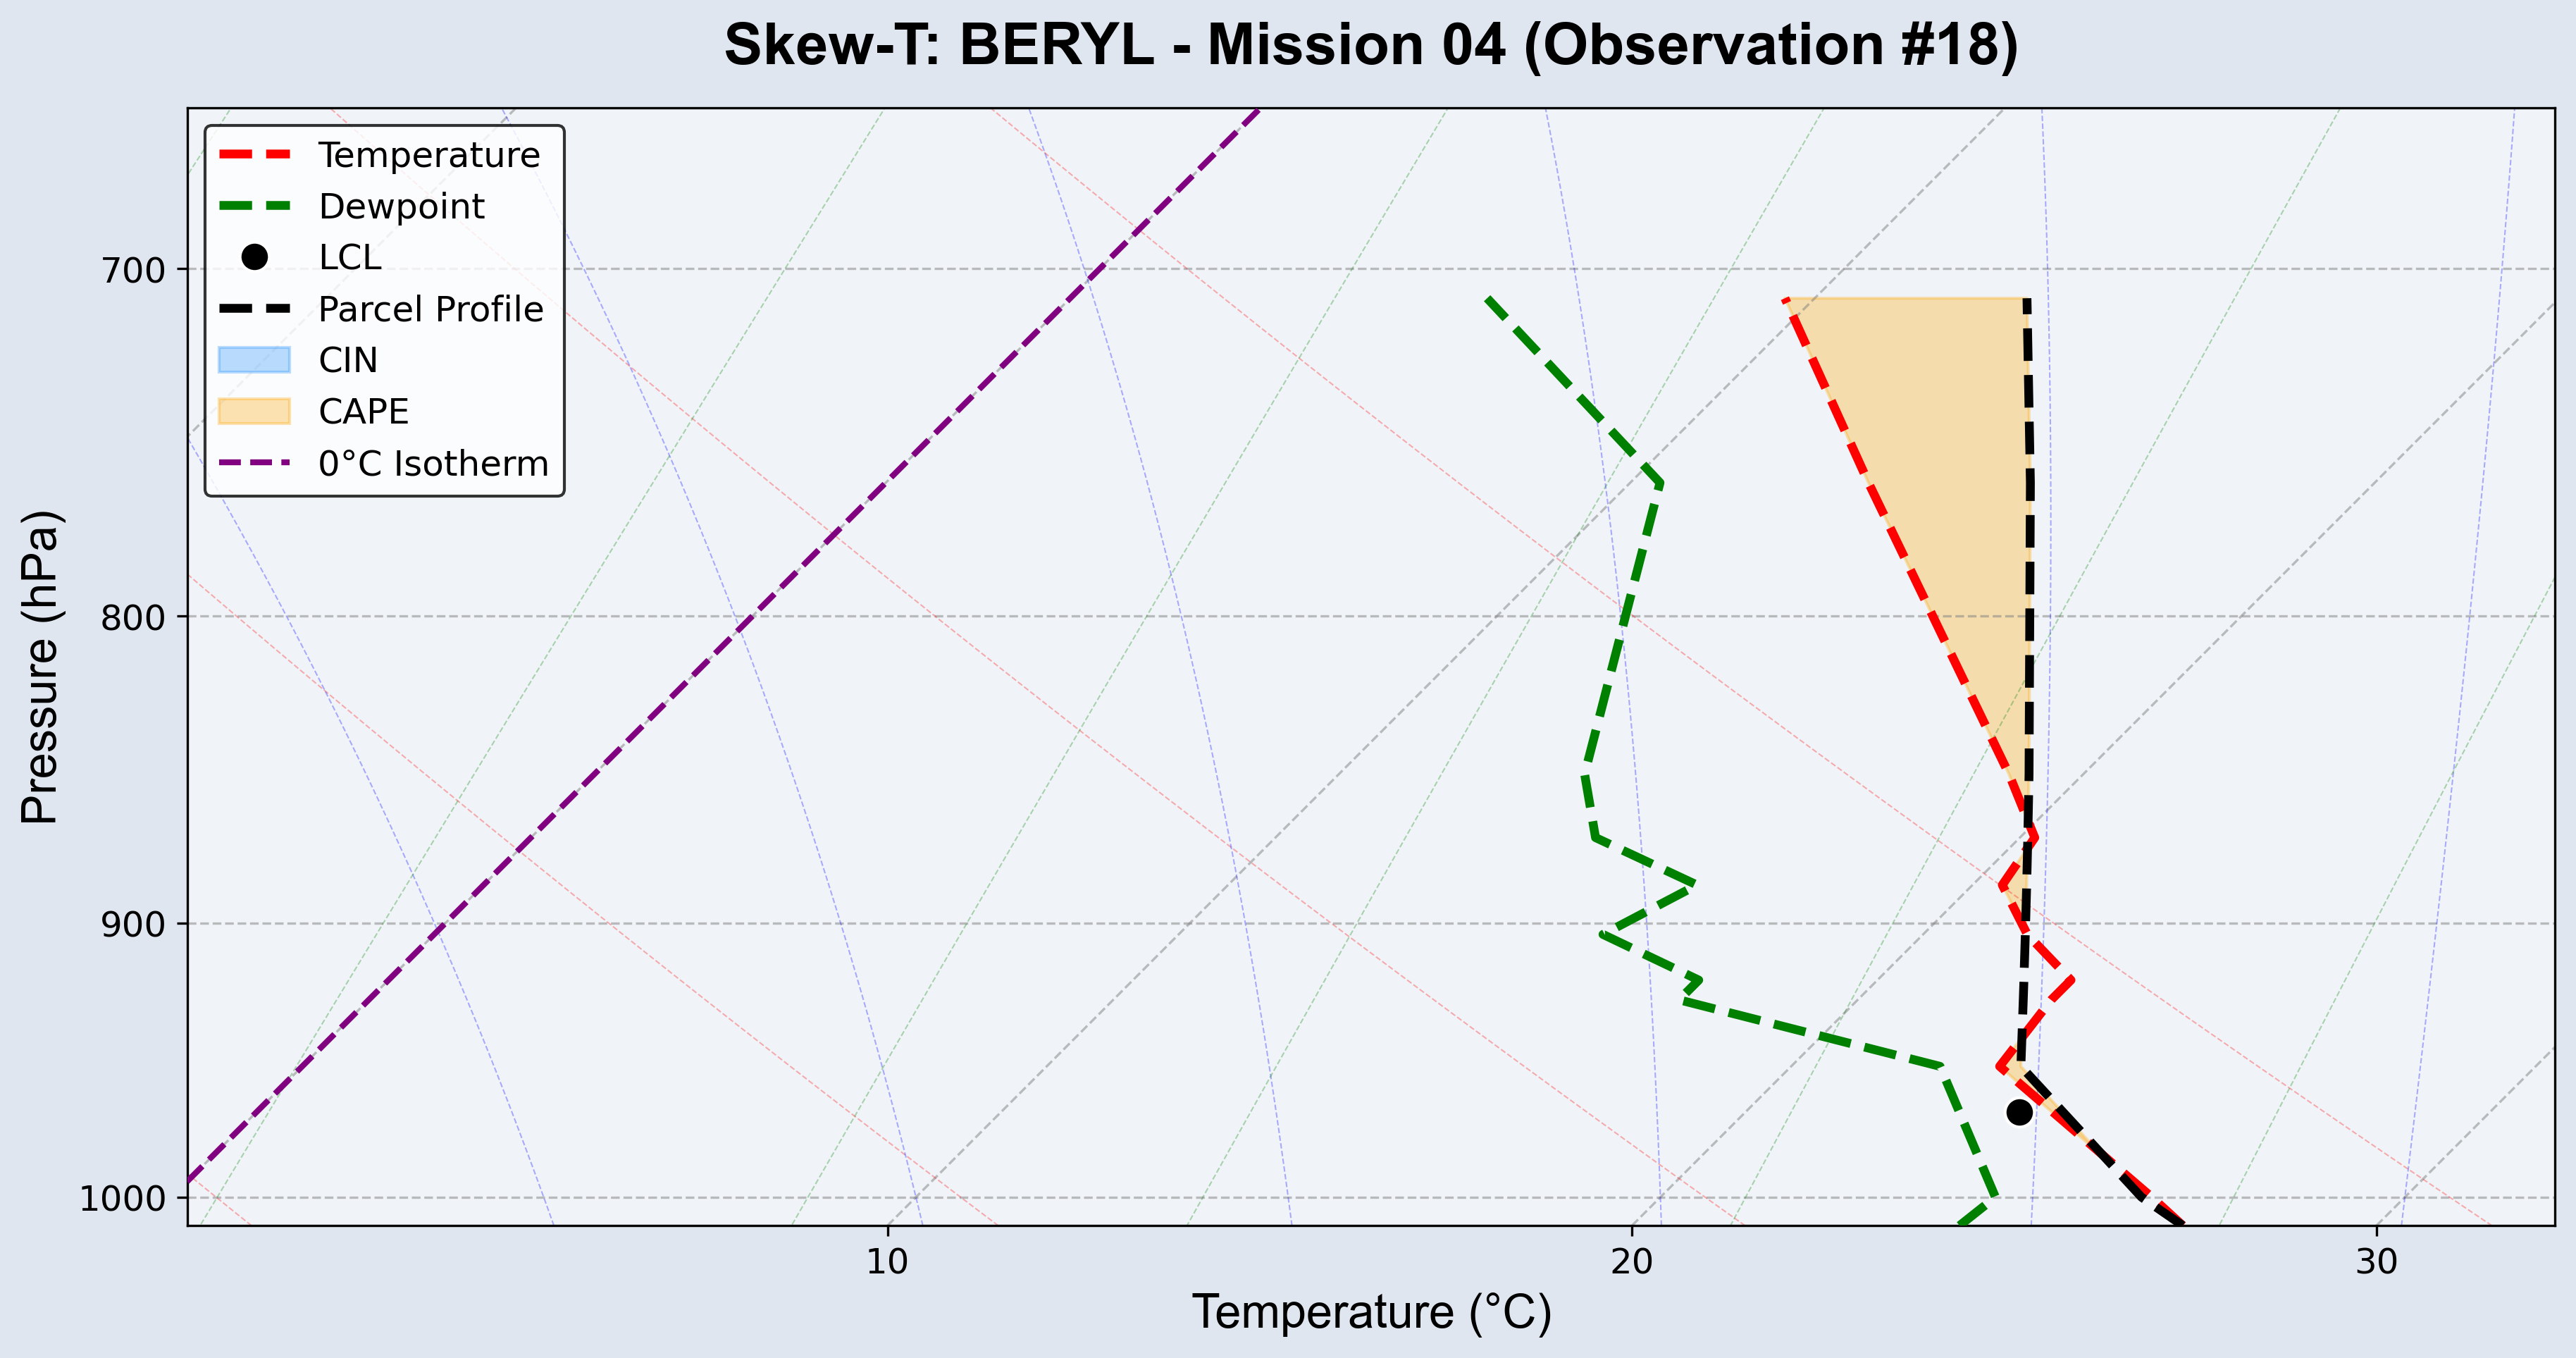 Skew-T: BERYL - Mission 04 (Observation #18)
Temperature
Dewpoint
LCL
Parcel Profile
CIN
CAPE
0°C Isotherm
Pressure (hPa)
700
800
900
1000
10
20
30
Temperature (°C)